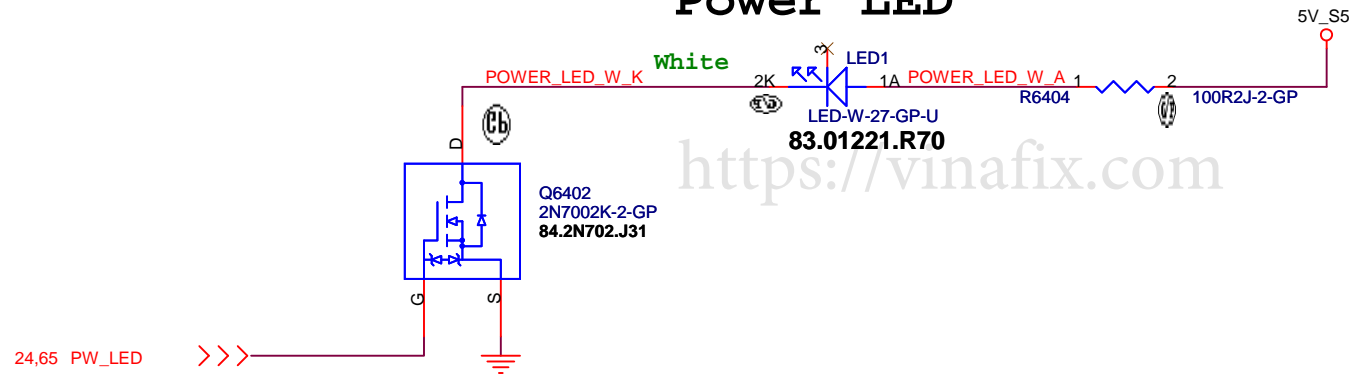 Power LED
5V_S5
White
3
LED1
POWER_LED_W_K
2K
1A
POWER_LED_W_A
1
2
R6404
100R2J-2-GP
LED-W-27-GP-U
83.01221.R70
https://vinafix.com
D
Q6402
2N7002K-2-GP
84.2N702.J31
G
S
24,65 PW_LED